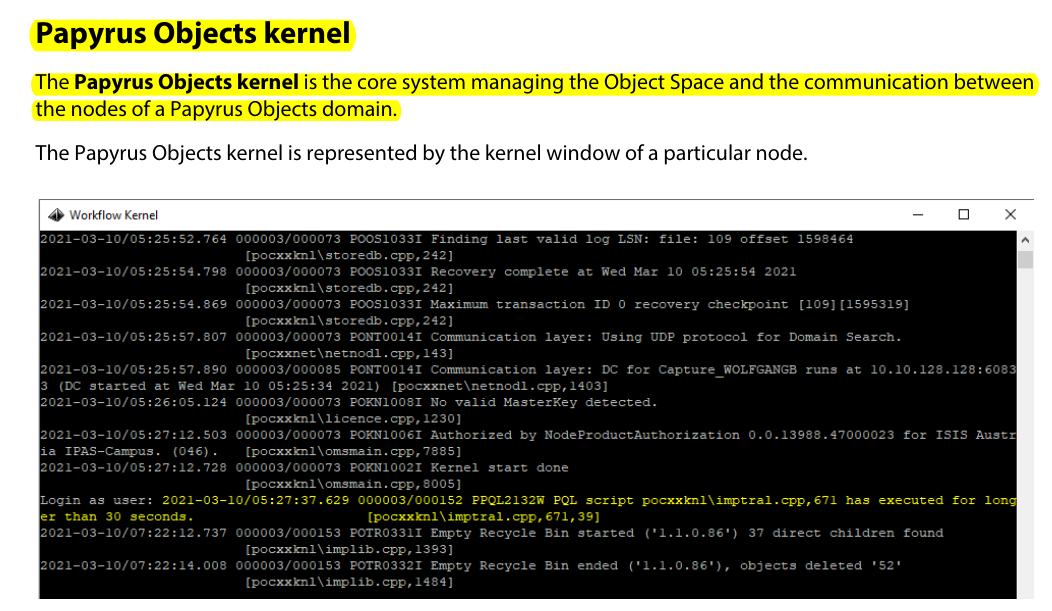 Papyrus Objects kernel
The Papyrus Objects kernel is the core system managing the Object Space and the communication between
the nodes of a Papyrus Objects domain.
The Papyrus Objects kernel is represented by the kernel window of a particular node.
Workflow Kernel
2021-03-10/05:25:52.764 000003/000073 POOS1033I Finding last valid log LSN: file: 109 offset 1598464
[pocxxknl\storedb.cpp,242]
2021-03-10/05:25:54.798 000003/000073 POOS1033I Recovery complete at Wed Mar 10 05:25:54 2021
[pocxxknl\storedb.cpp,242]
2021-03-10/05:25:54.869 000003/000073 POOS1033I Maximum transaction ID 0 recovery checkpoint [109][1595319]
[pocxxknl\storedb.cpp,242]
2021-03-10/05:25:57.807 000003/000073 PONT0014I Communication layer: Using UDP protocol for Domain Search.
[pocxxnet\netnodl.cpp,143]
2021-03-10/05:25:57.890 000003/000085 PONT0014I Communication layer: DC for Capture_WOLFGANGB runs at 10.10.128.128:6083
3 (DC started at Wed Mar 10 05:25:34 2021) [pocxxnet\netnodl.cpp,1403]
2021-03-10/05:26:05.124 000003/000073 POKN1008I No valid MasterKey detected.
[pocxxknl\licence.cpp,1230]
2021-03-10/05:27:12.503 000003/000073 POKN1006I Authorized by NodeProductAuthorization 0.0.13988.47000023 for ISIS Austr
ia IPAS-Campus. (046). [pocxxknl\omsmain.cpp,7885]
2021-03-10/05:27:12.728 000003/000073 POKN1002I Kernel start done
[pocxxknl\omsmain.cpp,8005]
Login as user: 2021-03-10/05:27:37.629 000003/000152 PPQL2132W PQL script pocxxknl\imptral.cpp,671 has executed for long
er than 30 seconds. [pocxxknl\imptral.cpp,671,39]
2021-03-10/07:22:12.737 000003/000153 POTR0331I Empty Recycle Bin started ('1.1.0.86') 37 direct children found
[pocxxknl\implib.cpp,1393]
2021-03-10/07:22:14.008 000003/000153 POTR0332I Empty Recycle Bin ended ('1.1.0.86'), objects deleted '52'
[pocxxknl\implib.cpp,1484]